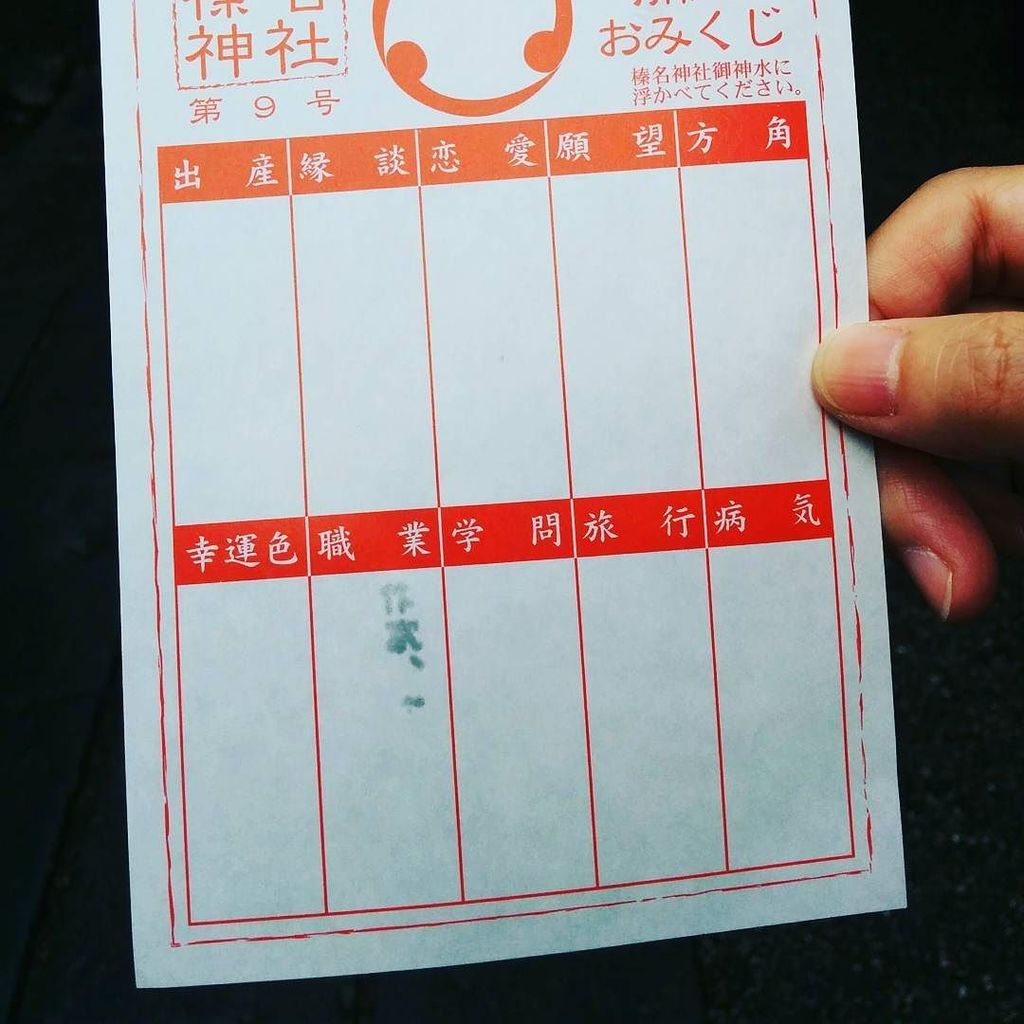 神社
第9号
おみくじ
榛名神社御神水に
浮かべてください。
方角
願望
恋愛
縁談
出産
病気
旅行
学問
職業
幸運色